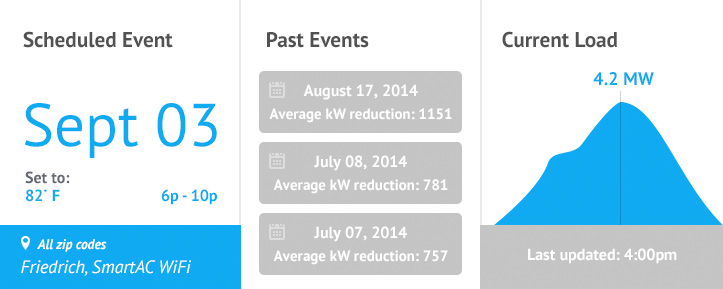 Scheduled Event
Sept 03
Set to:
82° F
6p - 10p
All zip codes
Friedrich, SmartAC WiFi
Past Events
August 17, 2014
Average kW reduction: 1151
July 08, 2014
Average kW reduction: 781
July 07, 2014
Average kW reduction: 757
Current Load
4.2 MW
Last updated: 4:00pm